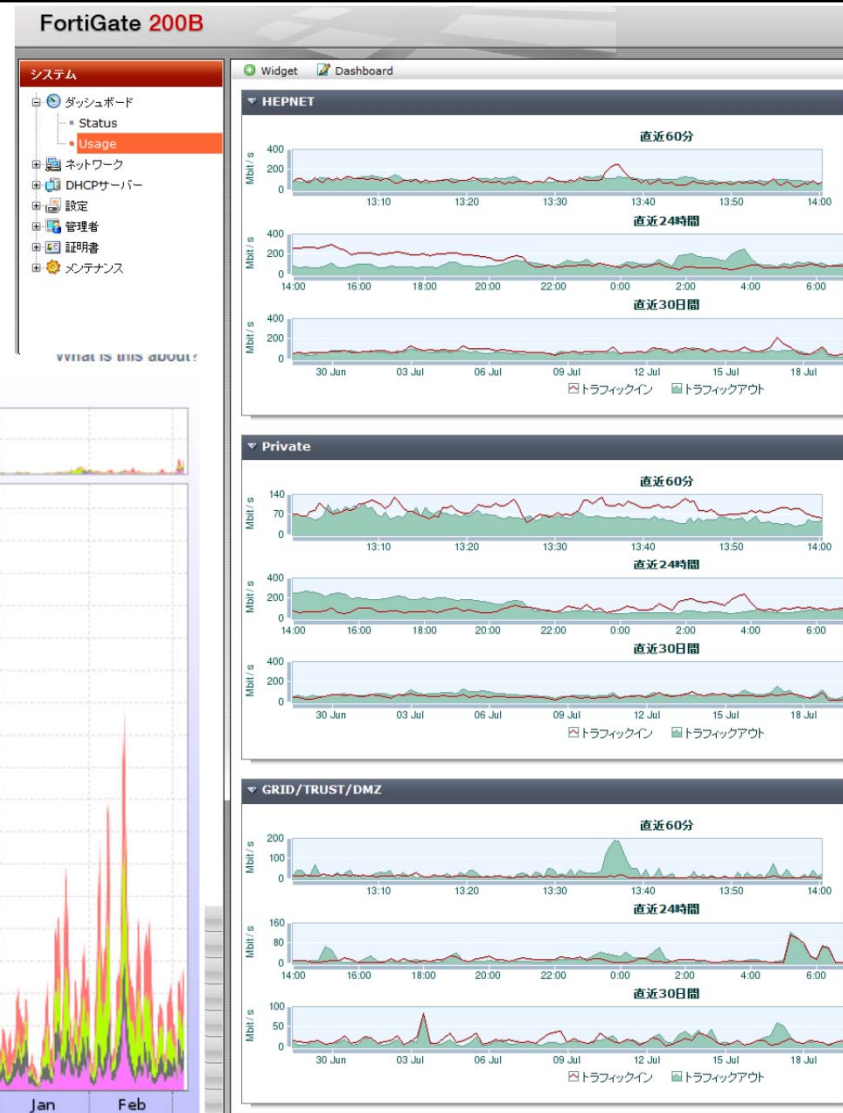 FortiGate 200B
システム
ダッシュボード
Status
Usage
ネットワーク
DHCPサーバー
設定
管理者
証明書
メンテナンス
What is this about?
Jan Feb
Widget Dashboard
HEPNET
直近60分
Mbit/s
400
200
0
13:10 13:20 13:30 13:40 13:50 14:00
直近24時間
Mbit/s
400
200
0
14:00 16:00 18:00 20:00 22:00 0:00 2:00 4:00 6:00
直近30日間
Mbit/s
400
200
0
30 Jun 03 Jul 06 Jul 09 Jul 12 Jul 15 Jul 18 Jul
トラフィックイン トラフィックアウト
Private
直近60分
Mbit/s
140
70
0
13:10 13:20 13:30 13:40 13:50 14:00
直近24時間
Mbit/s
400
200
0
14:00 16:00 18:00 20:00 22:00 0:00 2:00 4:00 6:00
直近30日間
Mbit/s
400
200
0
30 Jun 03 Jul 06 Jul 09 Jul 12 Jul 15 Jul 18 Jul
トラフィックイン トラフィックアウト
GRID/TRUST/DMZ
直近60分
Mbit/s
200
100
0
13:10 13:20 13:30 13:40 13:50 14:00
直近24時間
Mbit/s
160
80
0
14:00 16:00 18:00 20:00 22:00 0:00 2:00 4:00 6:00
直近30日間
Mbit/s
100
50
0
30 Jun 03 Jul 06 Jul 09 Jul 12 Jul 15 Jul 18 Jul
トラフィックイン トラフィックアウト